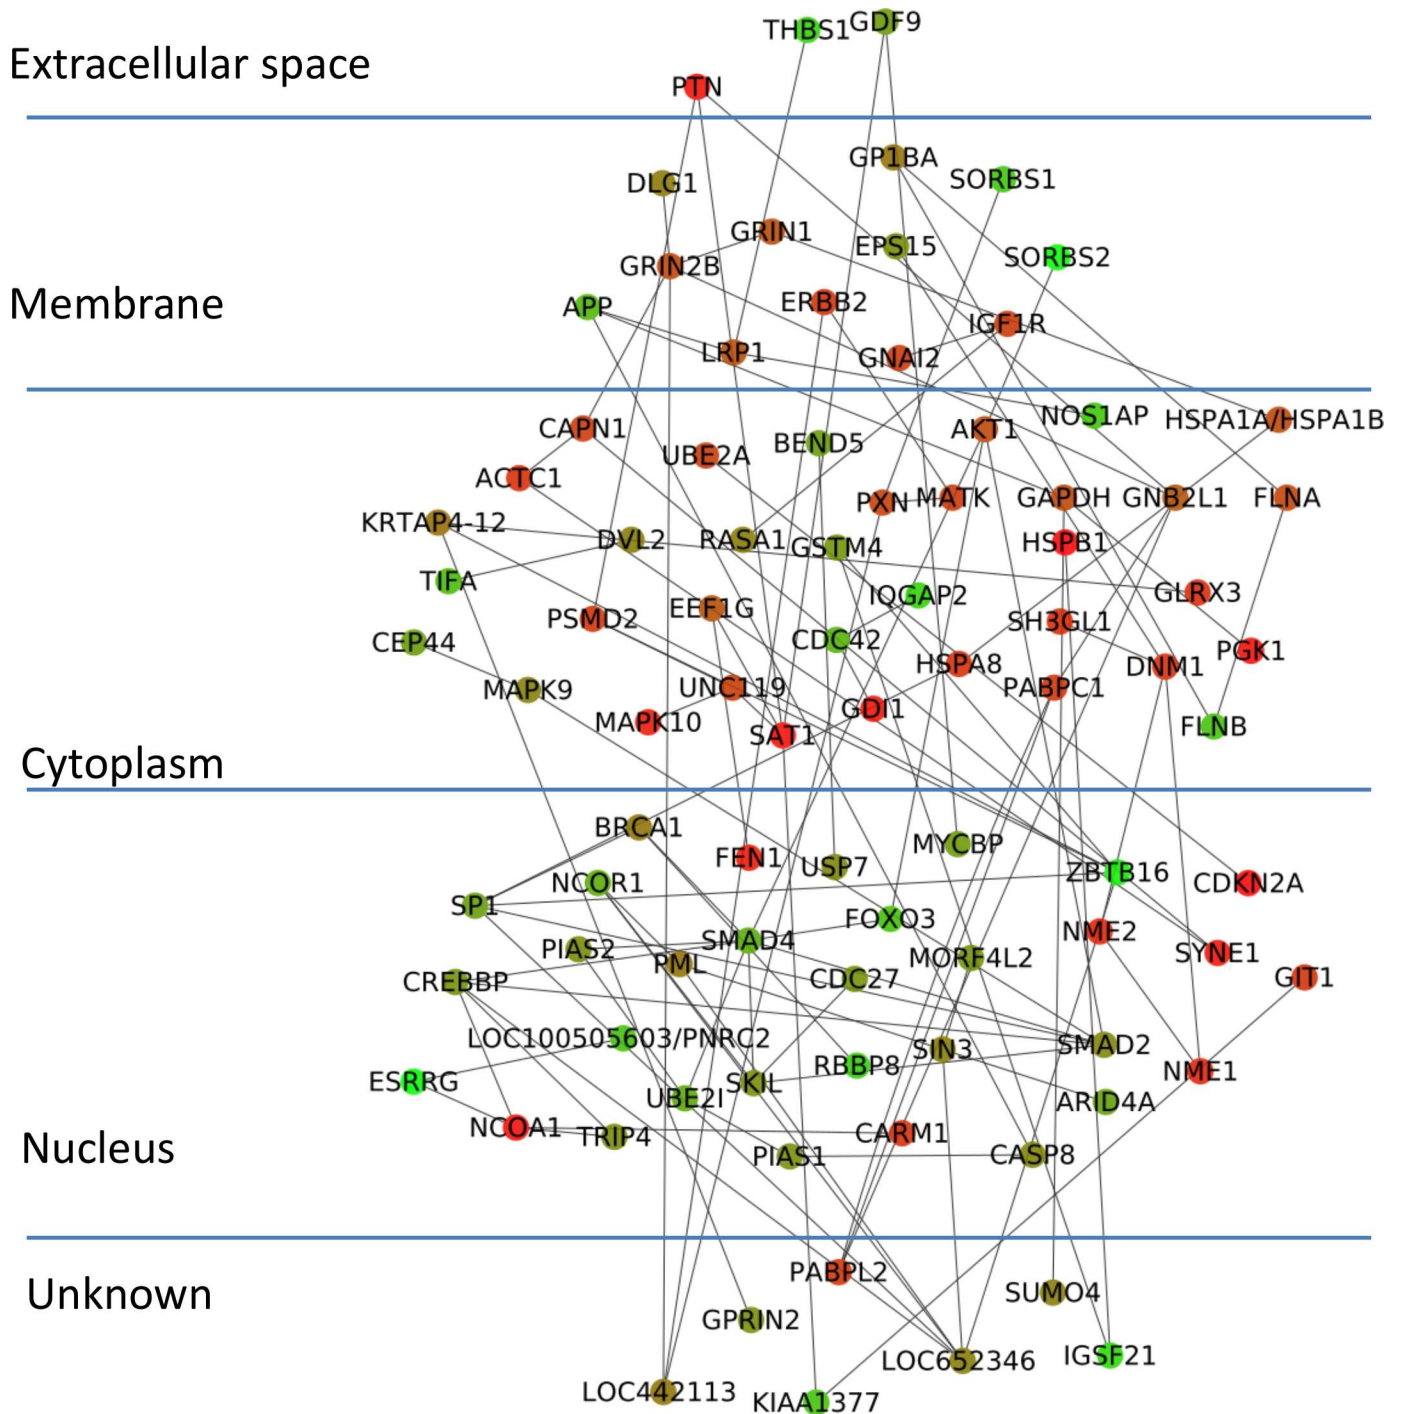 THBS1
GDF9
Extracellular space
PTN
GP1BA
SORBS1
DLG1
GRIN1
EPS15
SORBS2
GRIN2B
Membrane
APP
ERBB2
IGF1R
LRP1
GNAI2
CAPN1
UBE2A
BEND5
AKT1
NOS1AP
HSPA1A/HSPA1B
ACTC1
PXN
MATK
GAPDH
GNB2L1
FLNA
KRTAP4-12
DVL2
RASA1
GSTM4
HSPB1
TIFA
IQGAP2
GLRX3
PSMD2
EEF1G
SH3GL1
CEP44
CDC42
PGK1
HSPA8
DNM1
MAPK9
UNC119
PABPC1
MAPK10
GDI1
SAT1
FLNB
Cytoplasm
BRCA1
FEN1
USP7
MYCBP
ZBTB16
CDKN2A
NCOR1
SP1
FOXO3
NME2
SMAD4
PIAS2
PML
MORF4L2
SYNE1
CREBBP
CDC27
GIT1
LOC100505603/PNRC2
SIN3
SMAD2
RBBP8
NME1
ESRRG
SKIL
UBE2I
ARID4A
NCOA1
TRIP4
CARM1
Nucleus
PIAS1
CASP8
PABPL2
Unknown
SUMO4
GPRIN2
LOC652346
IGSF21
LOC442113
KIAA1377